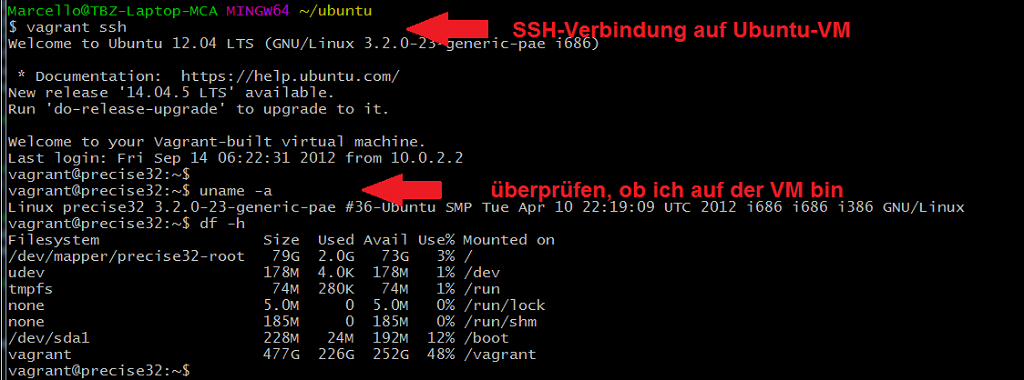 Marcello@TBZ-Laptop-MCA MINGW64 ~/ubuntu
$ vagrant ssh
SSH-Verbindung auf Ubuntu-VM
Welcome to Ubuntu 12.04 LTS (GNU/Linux 3.2.0-23-generic-pae i686)
* Documentation:  https://help.ubuntu.com/
New release '14.04.5 LTS' available.
Run 'do-release-upgrade' to upgrade to it.
Welcome to your Vagrant-built virtual machine.
Last login: Fri Sep 14 06:22:31 2012 from 10.0.2.2
vagrant@precise32:~$
vagrant@precise32:~$ uname -a
überprüfen, ob ich auf der VM bin
Linux precise32 3.2.0-23-generic-pae #36-Ubuntu SMP Tue Apr 10 22:19:09 UTC 2012 i686 i686 i386 GNU/Linux
vagrant@precise32:~$ df -h
Filesystem                  Size  Used Avail Use% Mounted on
/dev/mapper/precise32-root   79G  2.0G   73G   3% /
udev                        178M  4.0K  178M   1% /dev
tmpfs                        74M  280K   74M   1% /run
none                        5.0M     0  5.0M   0% /run/lock
none                        185M     0  185M   0% /run/shm
/dev/sda1                   228M   24M  192M  12% /boot
vagrant                     477G  226G  252G  48% /vagrant
vagrant@precise32:~$